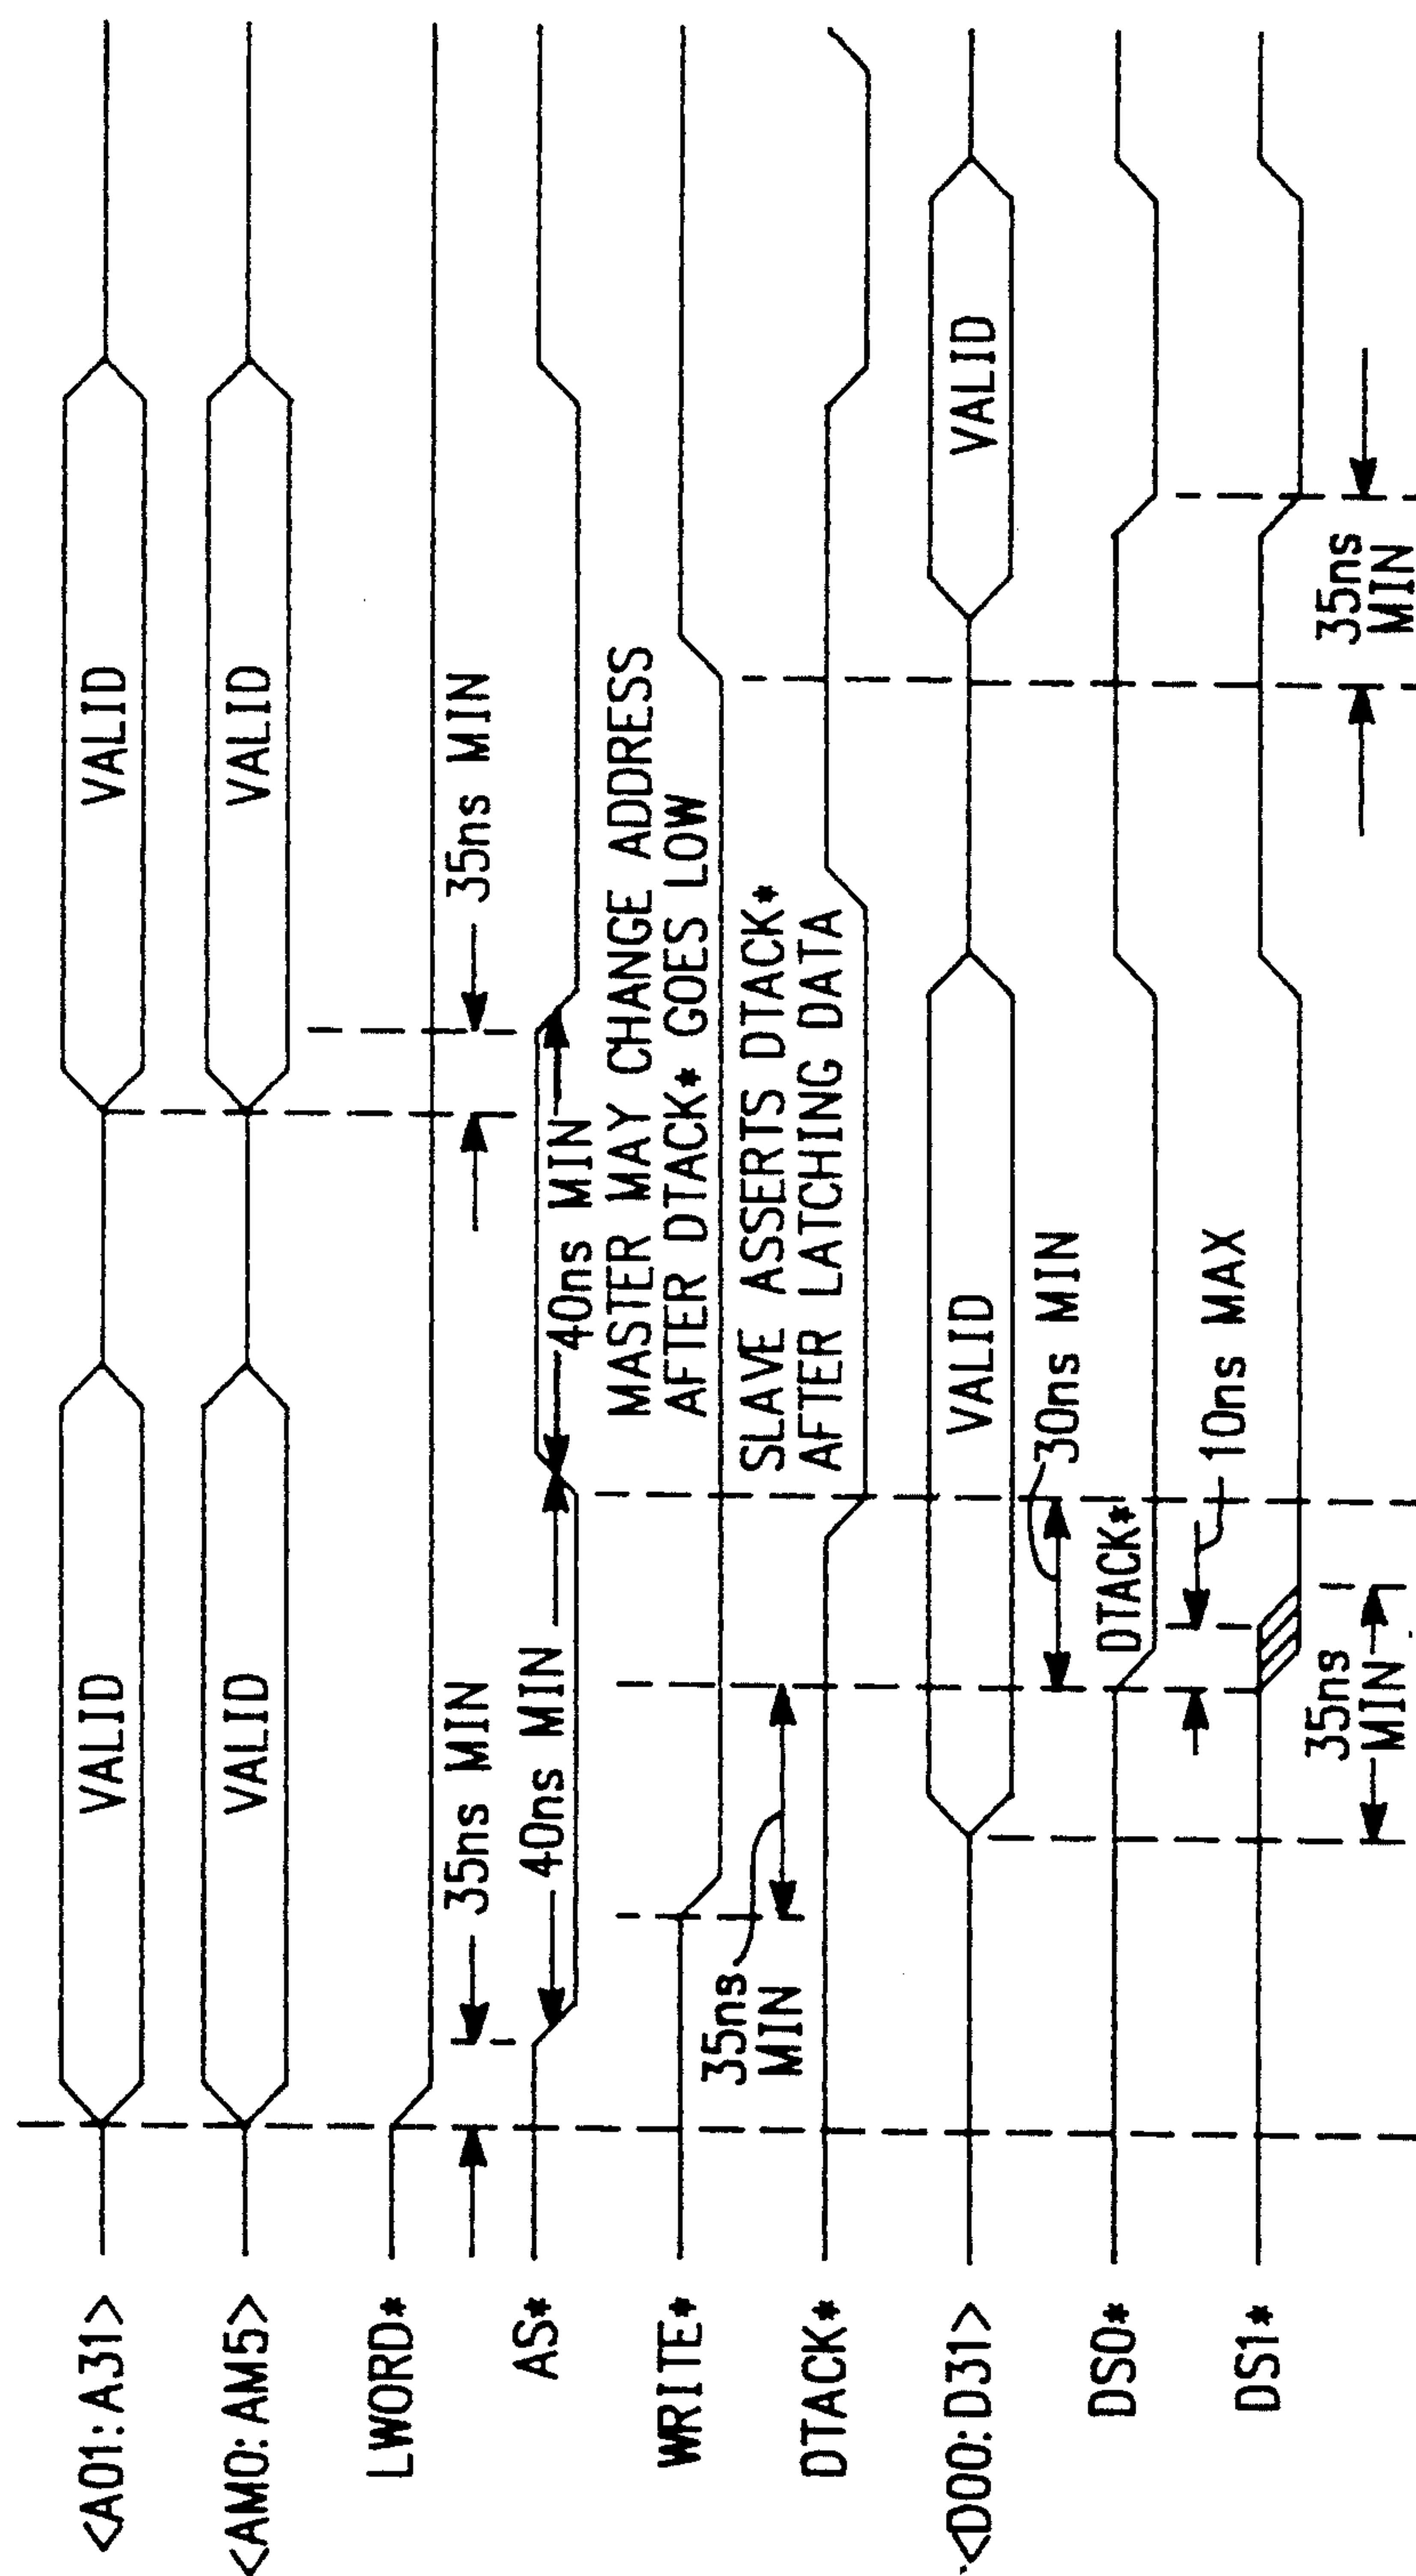 <A01:A31>
VALID
VALID
<AM0:AM5>
VALID
VALID
LWORD*
35ns MIN
35ns MIN
AS*
40ns MIN
40ns MIN
MASTER MAY CHANGE ADDRESS
AFTER DTACK* GOES LOW
WRITE*
35ns
MIN
SLAVE ASSERTS DTACK*
AFTER LATCHING DATA
DTACK*
<D00:D31>
VALID
VALID
30ns MIN
DTACK*
DS0*
10ns MAX
DS1*
35ns
MIN
35ns
MIN